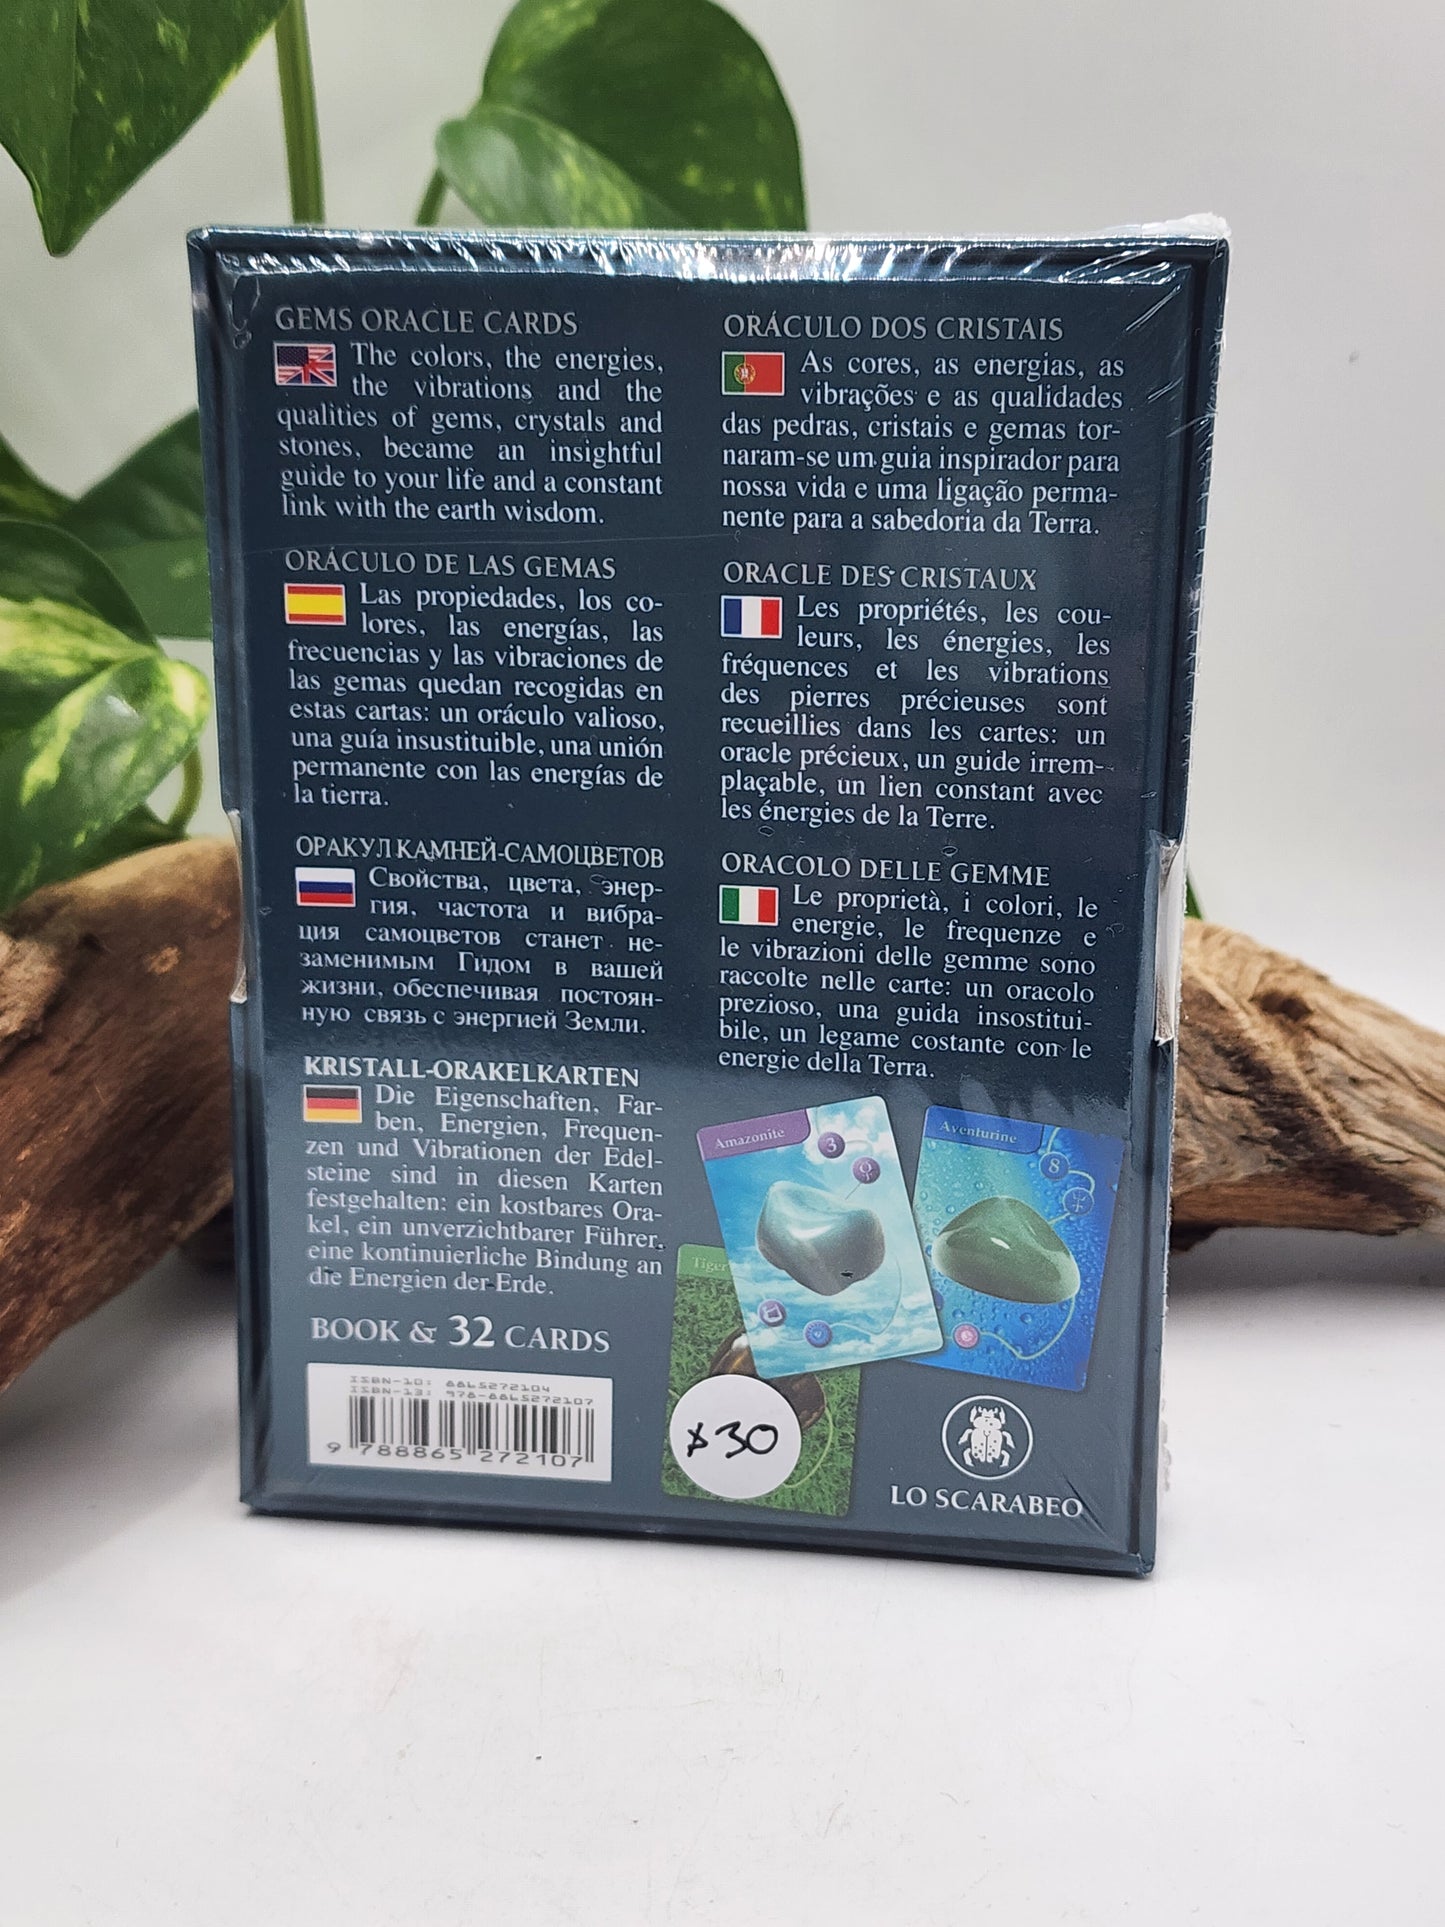 GEMS ORACLE CARDS
The colors, the energies,
the vibrations and the
qualities of gems, crystals and
stones, became an insightful
guide to your life and a constant
link with the earth wisdom.
ORÁCULO DE LAS GEMAS
Las propiedades, los co-
lores, las energías, las
frecuencias y las vibraciones de
las gemas quedan recogidas en
estas cartas: un oráculo valioso,
una guía insustituible, una unión
permanente con las energías de
la tierra.
ОРАКУЛ КАМНЕЙ-САМОЦВЕТОВ
Свойства, цвета, энер-
гия, частота и вибра-
ция самоцветов станет не-
заменимым Гидом в вашей
жизни, обеспечивая постоян-
ную связь с энергией Земли.
KRISTALL-ORAKELKARTEN
Die Eigenschaften, Far-
ben, Energien, Frequen-
zen und Vibrationen der Edel-
steine sind in diesen Karten
festgehalten: ein kostbares Ora-
kel, ein unverzichtbarer Führer,
eine kontinuierliche Bindung an
die Energien der Erde.
BOOK & 32 CARDS
ISBN-10: 8865272104
ISBN-13: 978-8865272107
9 788865 272107
ORÁCULO DOS CRISTAIS
As cores, as energias, as
vibrações e as qualidades
das pedras, cristais e gemas tor-
naram-se um guia inspirador para
nossa vida e uma ligação perma-
nente para a sabedoria da Terra.
ORACLE DES CRISTAUX
Les propriétés, les cou-
leurs, les énergies, les
fréquences et les vibrations
des pierres précieuses sont
recueillies dans les cartes: un
oracle précieux, un guide irrem-
plaçable, un lien constant avec
les énergies de la Terre.
ORACOLO DELLE GEMME
Le proprietà, i colori, le
energie, le frequenze e
le vibrazioni delle gemme sono
raccolte nelle carte: un oracolo
prezioso, una guida insostitui-
bile, un legame costante con le
energie della Terra.
Amazonite
3
Aventurine
8
Tiger
$30
LO SCARABEO